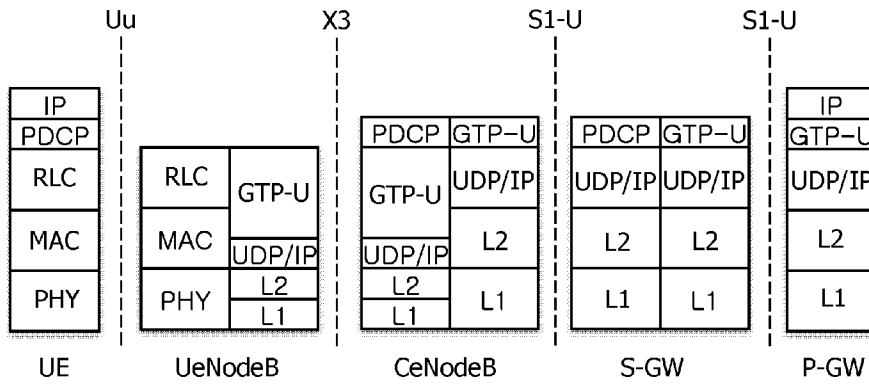 Uu X3 S1-U S1-U
IP IP
PDCP PDCP GTP-U PDCP GTP-U GTP-U
RLC RLC GTP-U GTP-U UDP/IP UDP/IP UDP/IP UDP/IP
MAC MAC UDP/IP UDP/IP L2 L2 L2 L2
PHY PHY L2 L2 L1 L1 L1 L1
L1 L1
UE UeNodeB CeNodeB S-GW P-GW